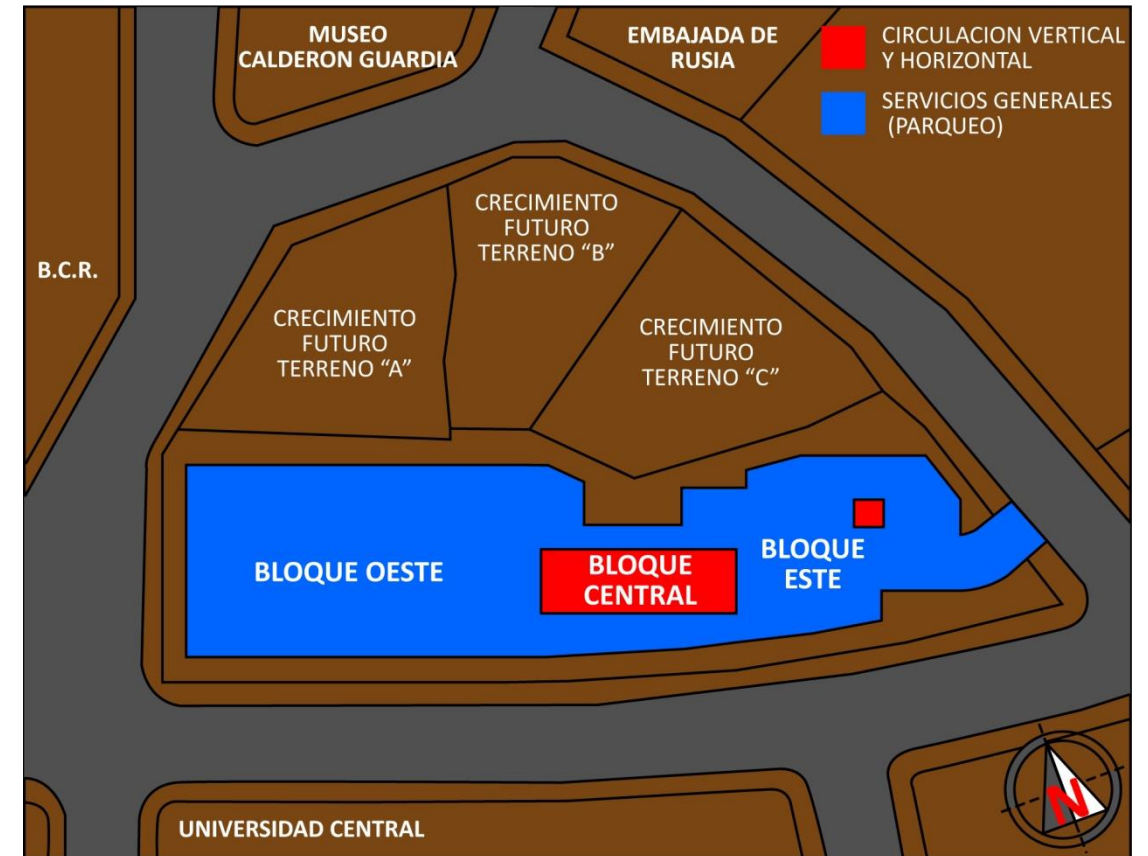 MUSEO
CALDERON GUARDIA
EMBAJADA DE
RUSIA
CIRCULACION VERTICAL
Y HORIZONTAL
SERVICIOS GENERALES
(PARQUEO)
B.C.R.
CRECIMIENTO
FUTURO
TERRENO “B”
CRECIMIENTO
FUTURO
TERRENO “A”
CRECIMIENTO
FUTURO
TERRENO “C”
BLOQUE OESTE
BLOQUE
CENTRAL
BLOQUE
ESTE
UNIVERSIDAD CENTRAL
N